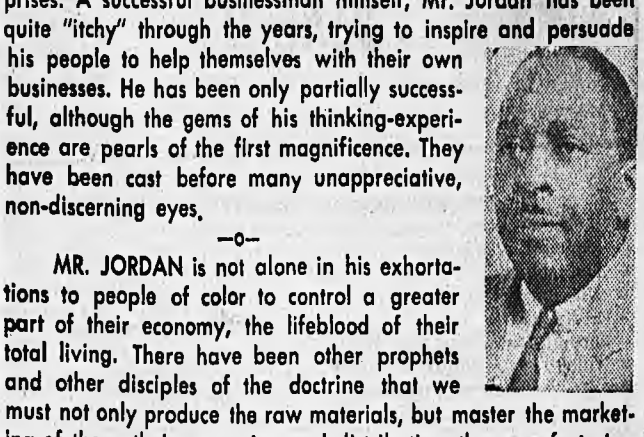 prises. A successful businessman himself, Mr. Jordan has been
quite "itchy" through the years, trying to inspire and persuade
his people to help themselves with their own
businesses. He has been only partially success-
ful, although the gems of his thinking-experi-
ence are pearls of the first magnificence. They
have been cast before many unappreciative,
non-discerning eyes.
—o—
MR. JORDAN is not alone in his exhorta-
tions to people of color to control a greater
part of their economy, the lifeblood of their
total living. There have been other prophets
and other disciples of the doctrine that we
must not only produce the raw materials, but master the market-